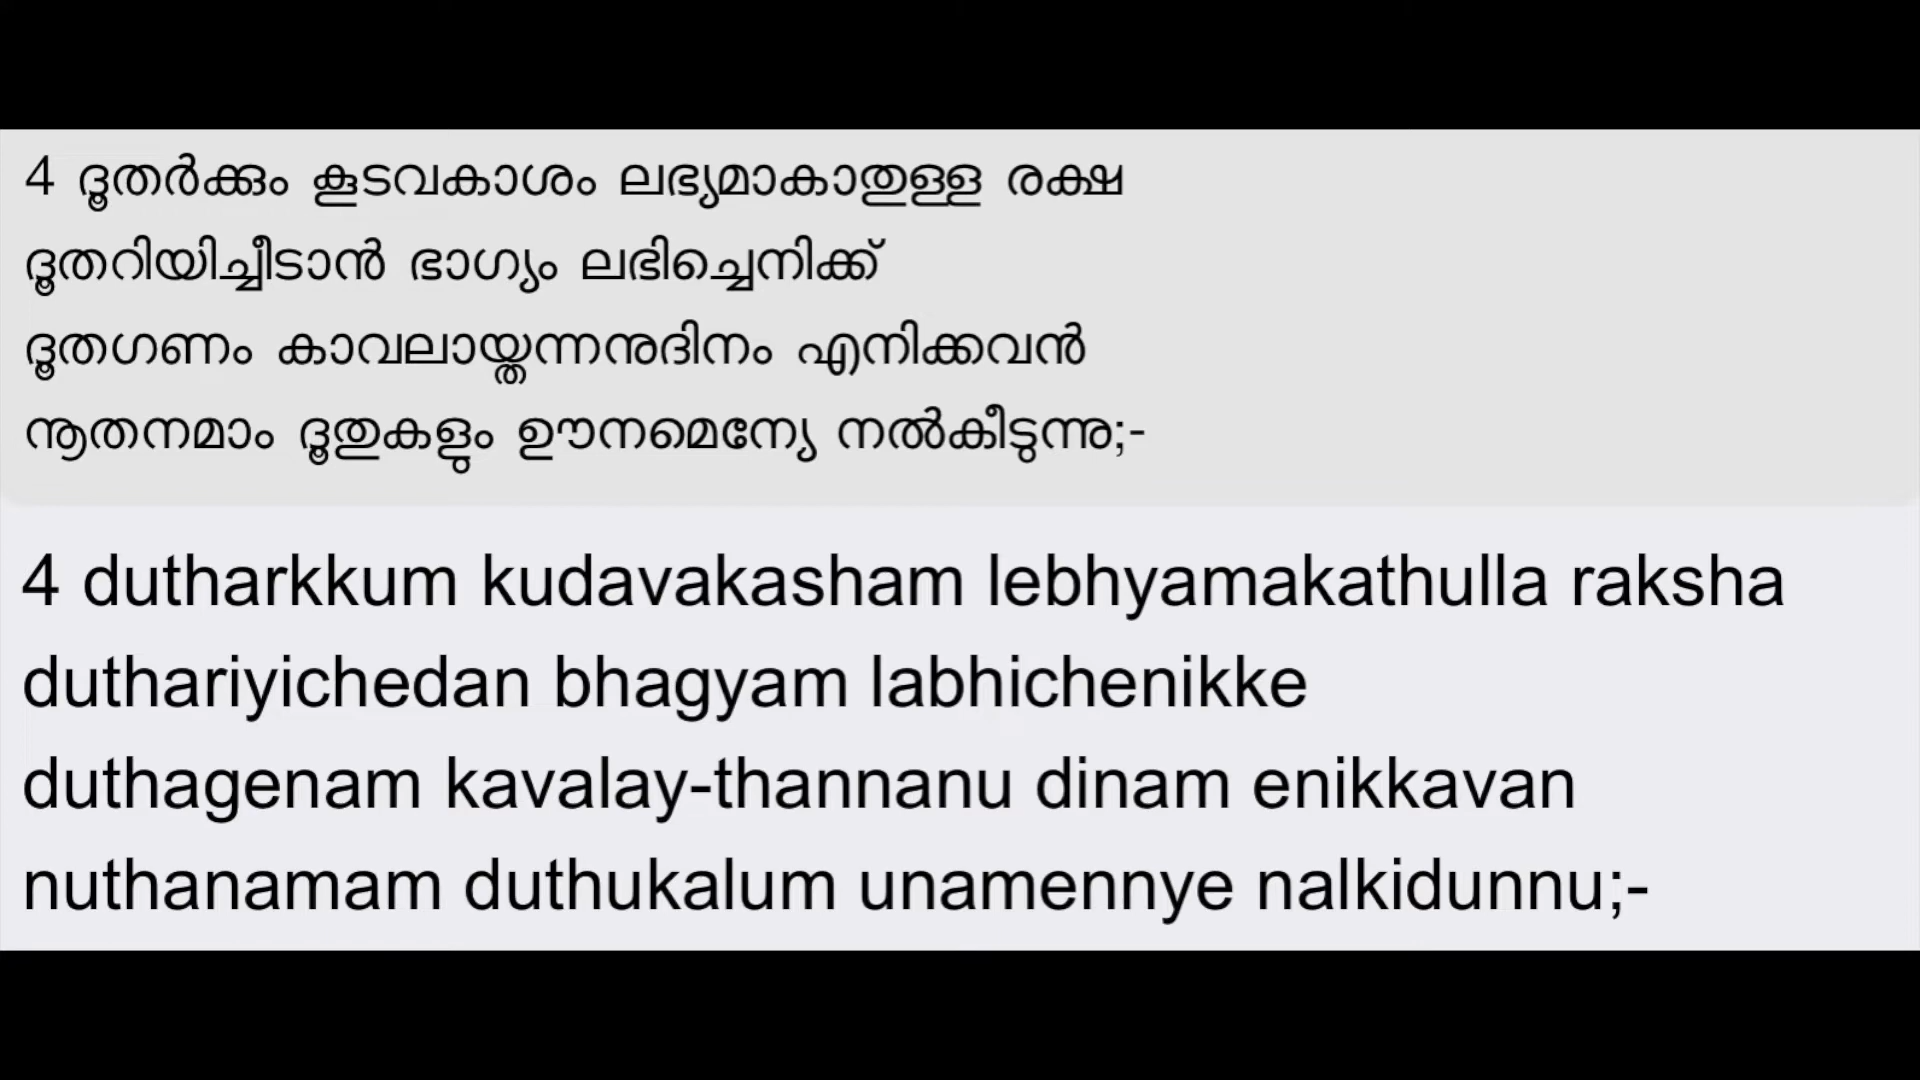 4 ദൂതർക്കും കൂടവകാശം ലഭ്യമാകാതുള്ള രക്ഷ
ദൂതറിയിച്ചീടാൻ ഭാഗ്യം ലഭിച്ചെനിക്ക്
ദൂതഗണം കാവലായ്തന്നനുദിനം എനിക്കവൻ
നൂതനമാം ദൂതുകളും ഊനമെന്യേ നൽകീടുന്നു;-
4 dutharkkum kudavakasham lebhyamakathulla raksha
duthariyichedan bhagyam labhichenikke
duthagenam kavalay-thannanu dinam enikkavan
nuthanamam duthukalum unamennye nalkidunnu;-